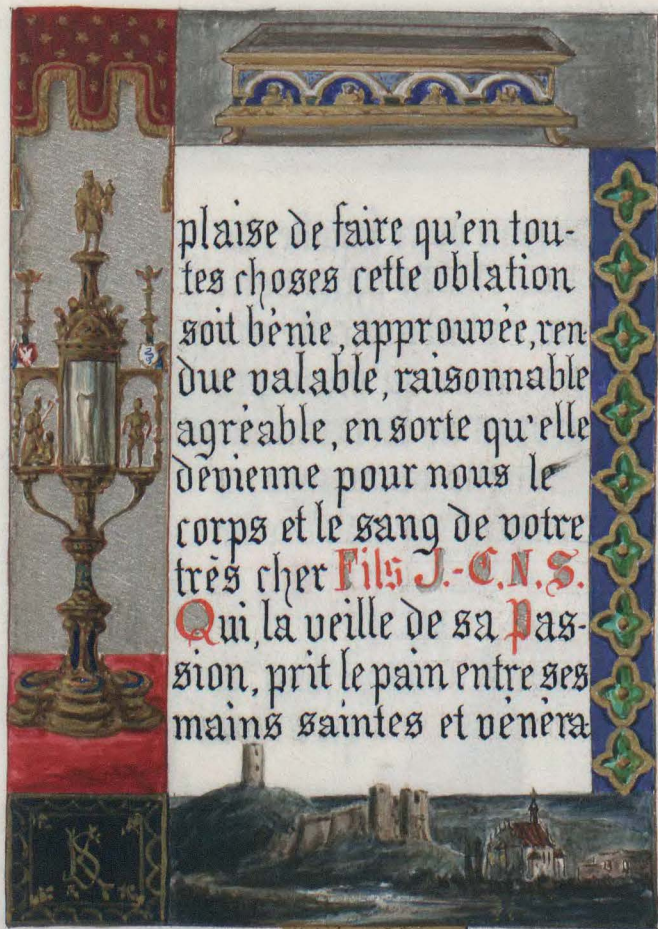 plaise de faire qu'en tou-
tes choses cette oblation
soit bénie, approuvée, ren-
due valable, raisonnable
agréable, en sorte qu'elle
dévienne pour nous le
corps et le sang de votre
très cher Fils J.-C. N. S.
Qui, la veille de sa Pas-
sion, prit le pain entre ses
mains saintes et vénéra-